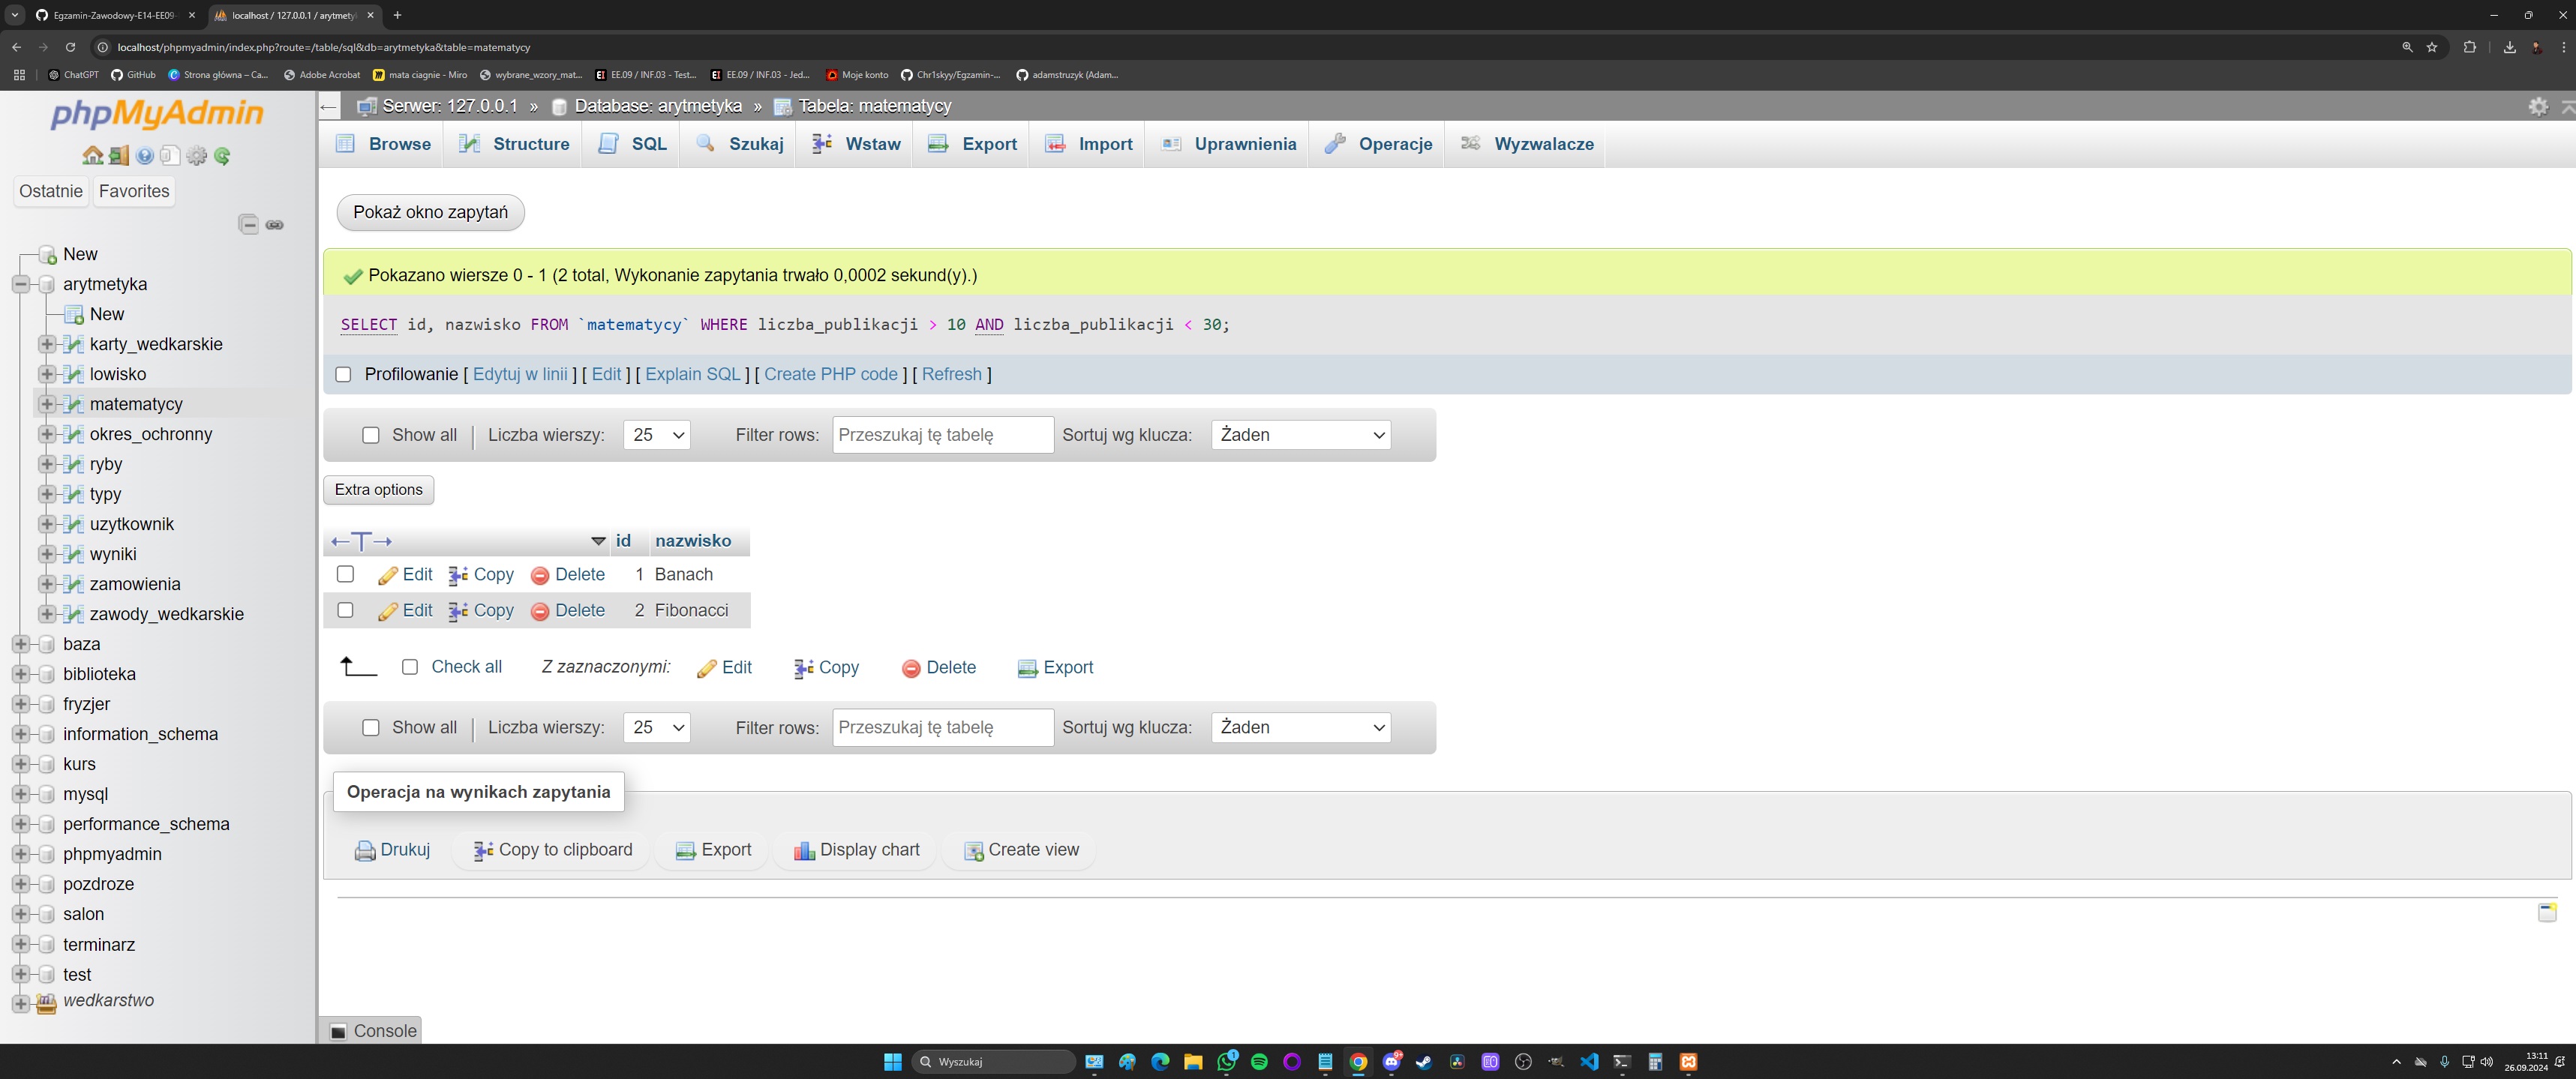 Egzamin-Zawodowy-E14-EE09-
localhost / 127.0.0.1 / arytmety
localhost/phpmyadmin/index.php?route=/table/sql&db=arytmetyka&table=matematycy
ChatGPT
GitHub
Strona główna – Ca...
Adobe Acrobat
mata ciagnie - Miro
wybrane_wzory_mat...
EE.09 / INF.03 - Test...
EE.09 / INF.03 - Jed...
Moje konto
Chr1skyy/Egzamin-...
adamstruzyk (Adam...
phpMyAdmin
Ostatnie
Favorites
New
arytmetyka
New
karty_wedkarskie
lowisko
matematycy
okres_ochronny
ryby
typy
uzytkownik
wyniki
zamowienia
zawody_wedkarskie
baza
biblioteka
fryzjer
information_schema
kurs
mysql
performance_schema
phpmyadmin
pozdroze
salon
terminarz
test
wedkarstwo
Serwer: 127.0.0.1 » Database: arytmetyka » Tabela: matematycy
Browse
Structure
SQL
Szukaj
Wstaw
Export
Import
Uprawnienia
Operacje
Wyzwalacze
Pokaż okno zapytań
Pokazano wiersze 0 - 1 (2 total, Wykonanie zapytania trwało 0,0002 sekund(y).)
SELECT id, nazwisko FROM `matematycy` WHERE liczba_publikacji > 10 AND liczba_publikacji < 30;
Profilowanie [ Edytuj w linii ] [ Edit ] [ Explain SQL ] [ Create PHP code ] [ Refresh ]
Show all | Liczba wierszy: 25 Filter rows: Przeszukaj tę tabelę Sortuj wg klucza: Żaden
Extra options
←T→ id nazwisko
Edit Copy Delete 1 Banach
Edit Copy Delete 2 Fibonacci
Check all Z zaznaczonymi: Edit Copy Delete Export
Show all | Liczba wierszy: 25 Filter rows: Przeszukaj tę tabelę Sortuj wg klucza: Żaden
Operacja na wynikach zapytania
Drukuj Copy to clipboard Export Display chart Create view
Console
Wyszukaj
13:11
26.09.2024